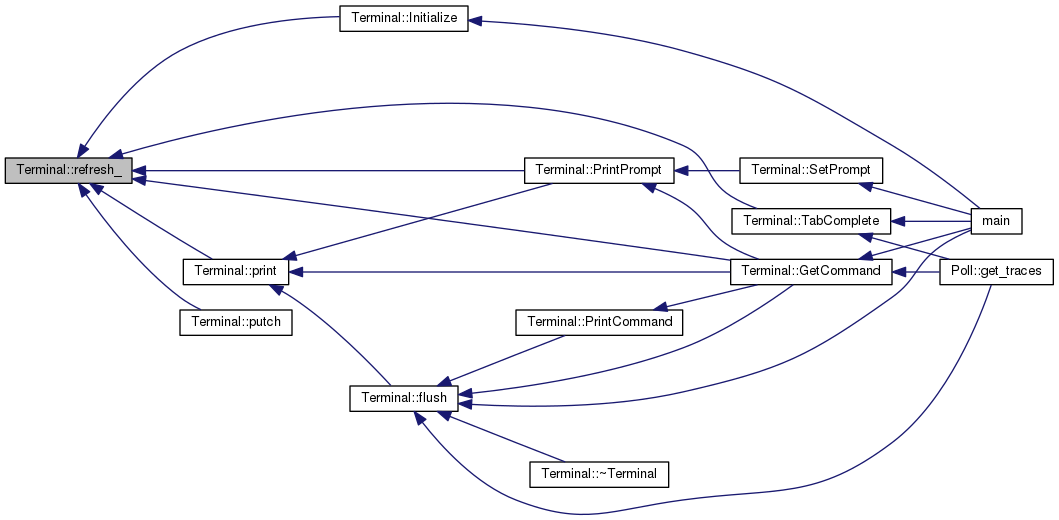 Terminal::Initialize
Terminal::refresh_
Terminal::PrintPrompt
Terminal::SetPrompt
Terminal::TabComplete
main
Terminal::print
Terminal::GetCommand
Poll::get_traces
Terminal::putch
Terminal::PrintCommand
Terminal::flush
Terminal::~Terminal